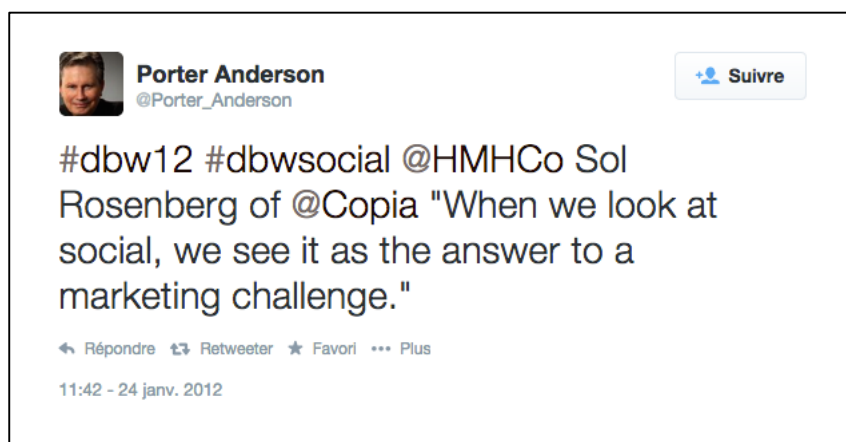 Porter Anderson
@Porter_Anderson
Suivre
#dbw12 #dbwsocial @HMHCo Sol
Rosenberg of @Copia "When we look at
social, we see it as the answer to a
marketing challenge."
Répondre Retweeter Favori Plus
11:42 - 24 janv. 2012